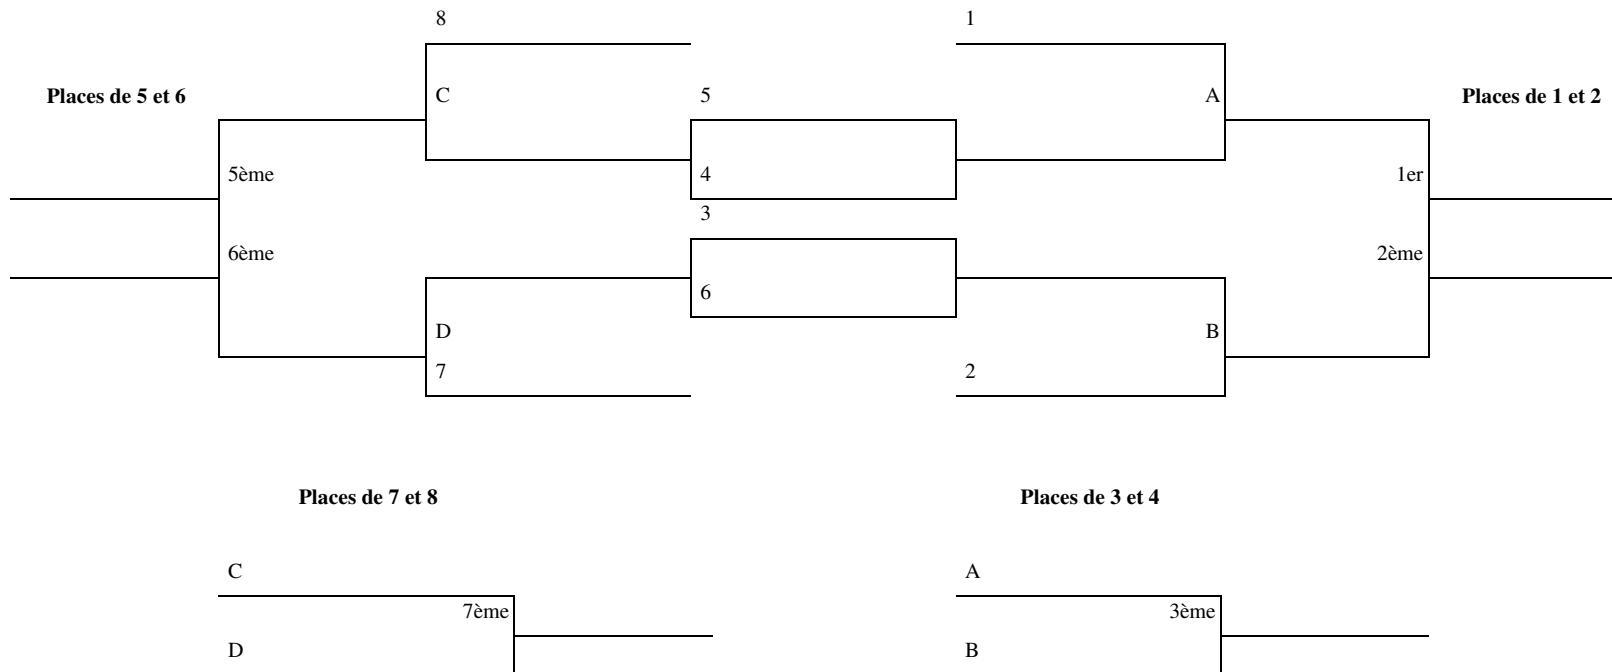 8 1
Places de 5 et 6 C 5 A Places de 1 et 2
5ème 4 1er
3
6ème 2ème
6
D B
7 2
Places de 7 et 8 Places de 3 et 4
C A
7ème 3ème
D B